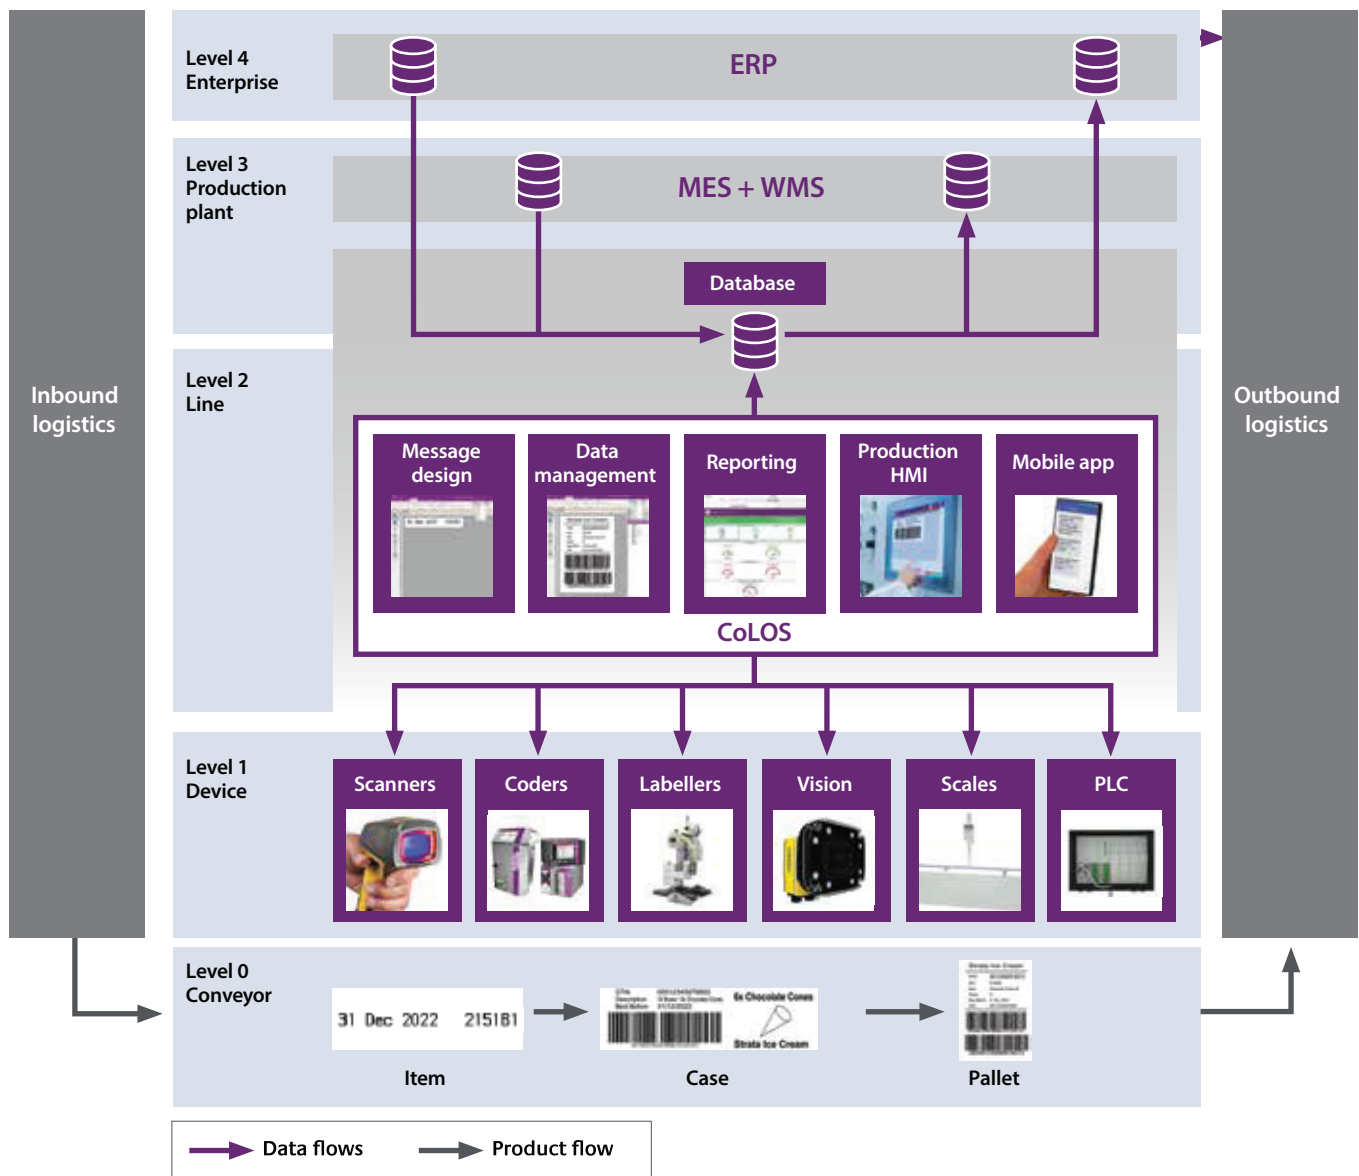 Level 4
Enterprise
ERP
Level 3
Production
plant
MES + WMS
Database
Inbound
logistics
Level 2
Line
Outbound
logistics
Message
design
Data
management
Reporting
Production
HMI
Mobile app
CoLOS
Level 1
Device
Scanners
Coders
Labellers
Vision
Scales
PLC
Level 0
Conveyor
31 Dec 2022 215181
6x Chocolate Cones
Strata Ice Cream
Strata Ice Cream
Item
Case
Pallet
Data flows
Product flow